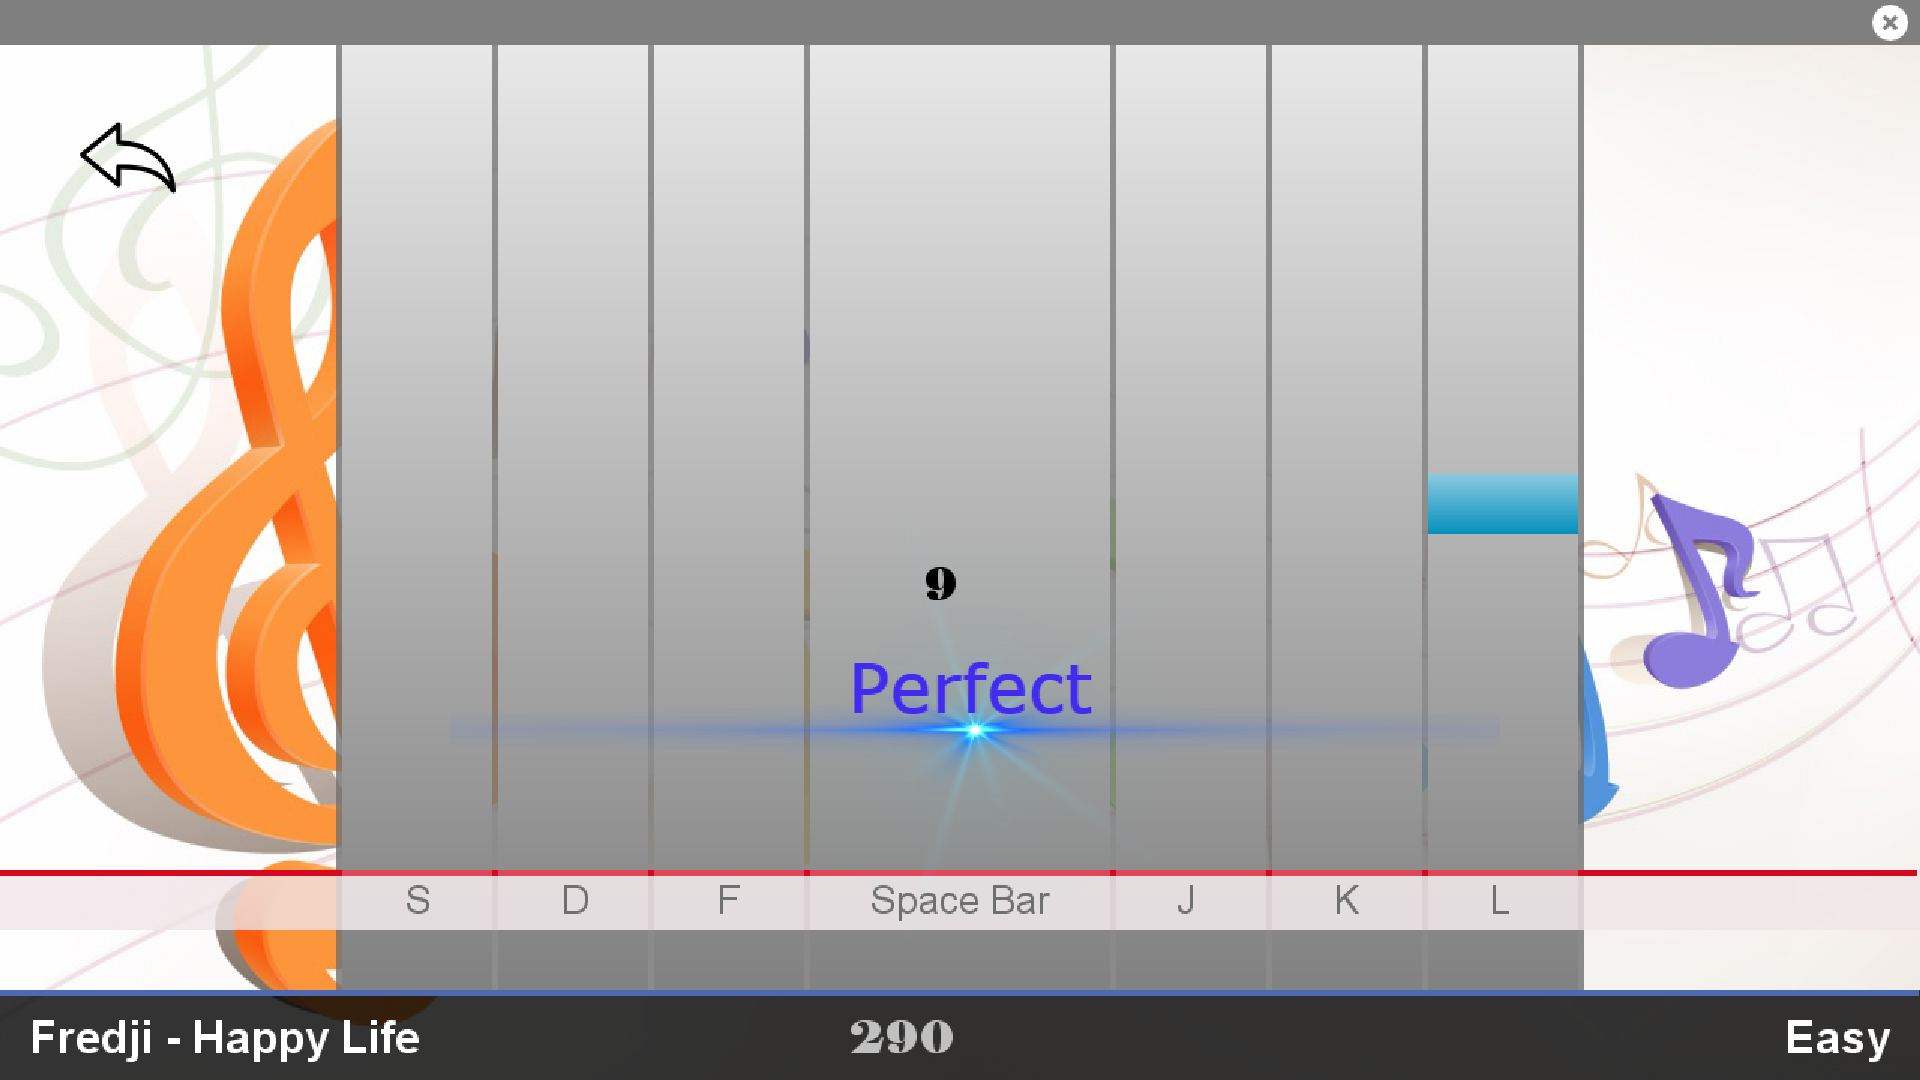 9
Perfect
S D F Space Bar J K L
Fredji - Happy Life 290 Easy